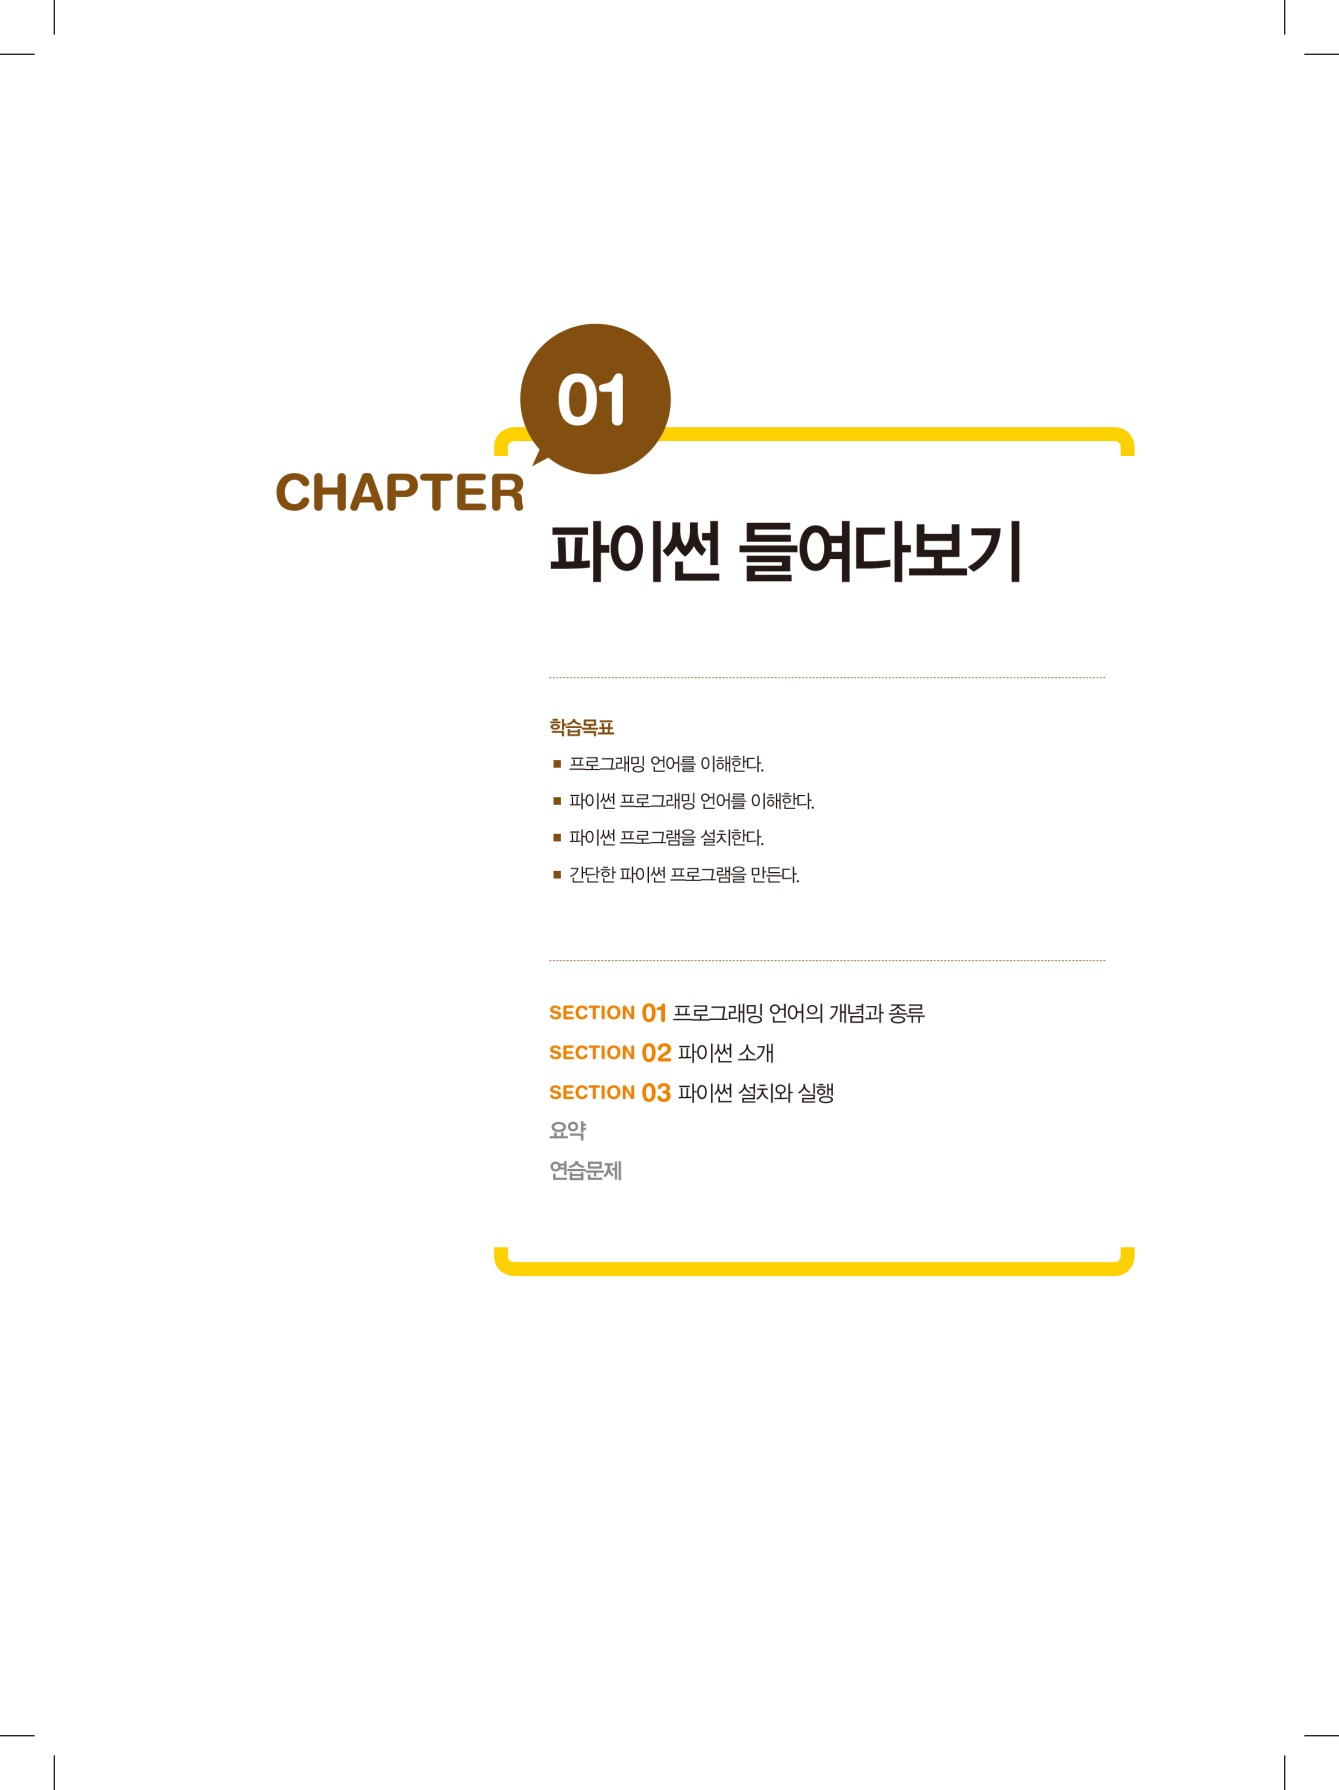 CHAPTER 01
파이썬 들여다보기
학습목표
■ 프로그래밍 언어를 이해한다.
■ 파이썬 프로그래밍 언어를 이해한다.
■ 파이썬 프로그램을 설치한다.
■ 간단한 파이썬 프로그램을 만든다.
SECTION 01 프로그래밍 언어의 개념과 종류
SECTION 02 파이썬 소개
SECTION 03 파이썬 설치와 실행
요약
연습문제